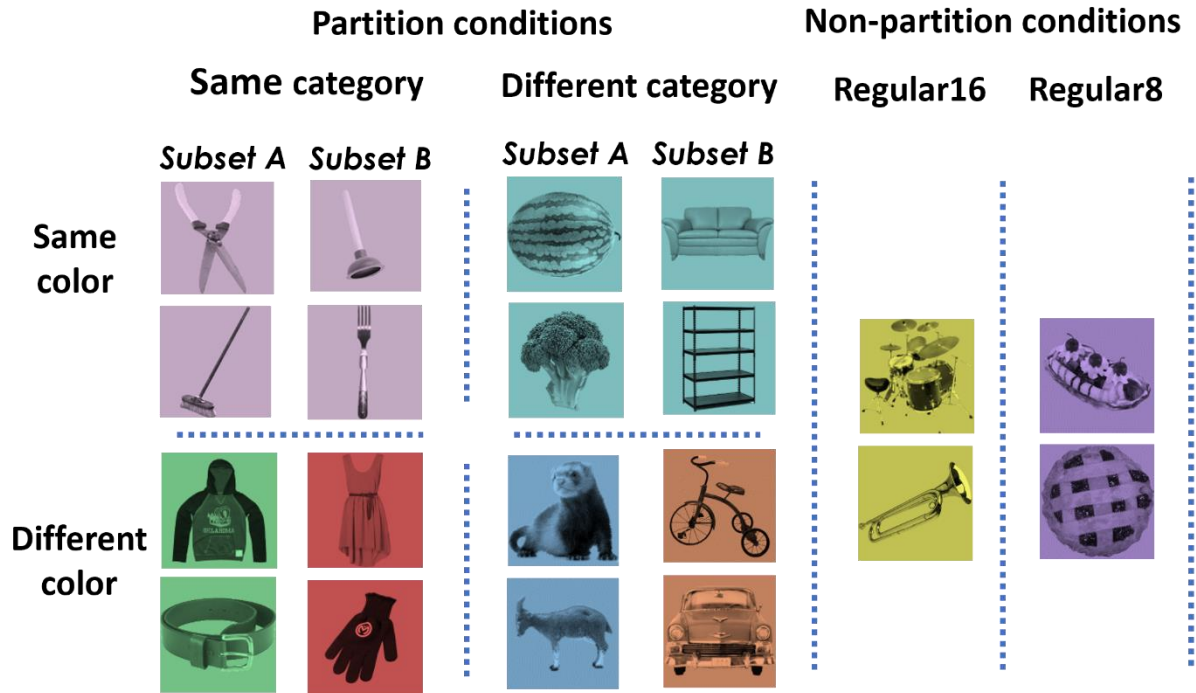 Partition conditions
Non-partition conditions
Same category
Different category
Regular16
Regular8
Subset A
Subset B
Subset A
Subset B
Same
color
Different
color